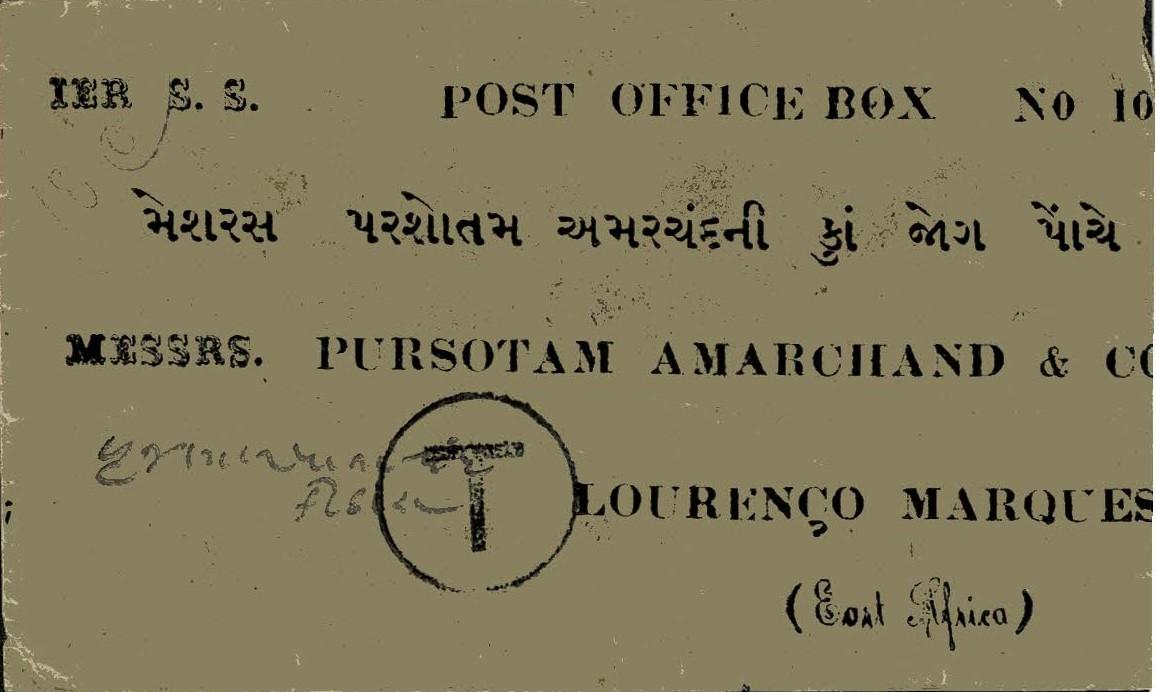 IER S. S. POST OFFICE BOX No 10
મેશરસ પરશોતમ અમરચંદની કું જોગ પોંચે
MESSRS. PURSOTAM AMARCHAND & CO
T
LOURENÇO MARQUES
(East Africa)